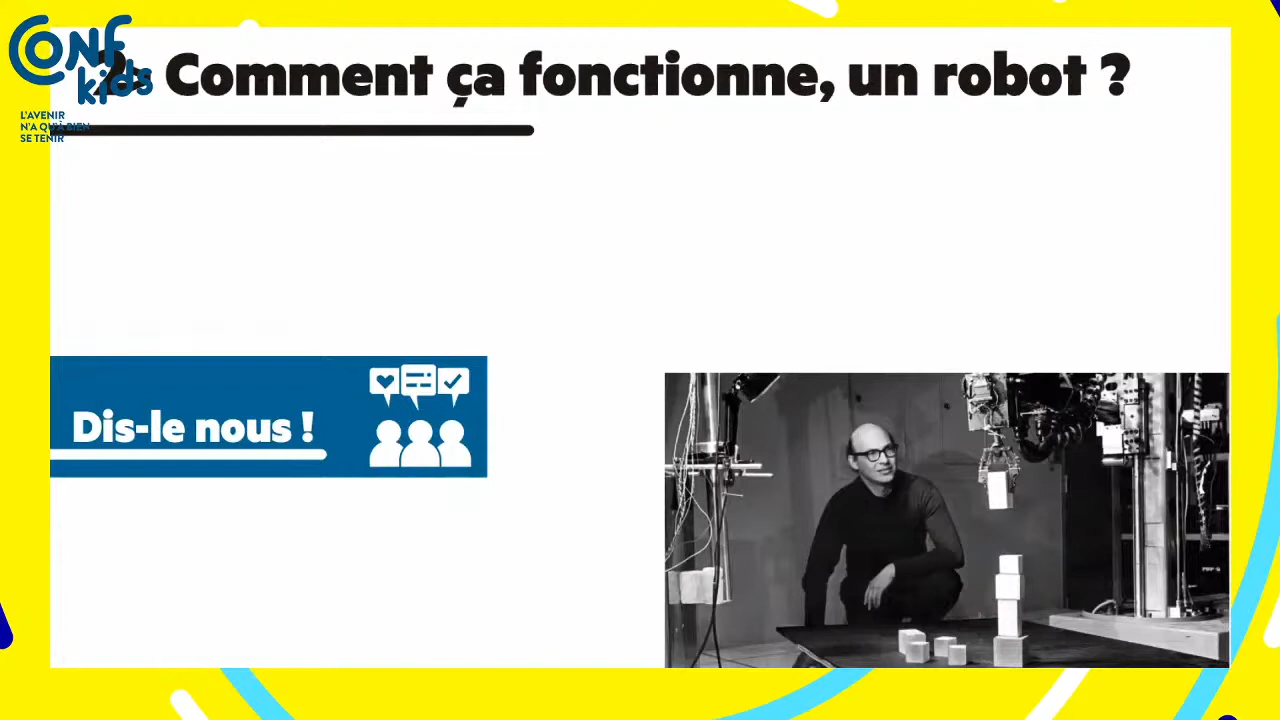 CONF
kids
L'AVENIR
N'A QU'À BIEN
SE TENIR
Comment ça fonctionne, un robot ?
Dis-le nous !